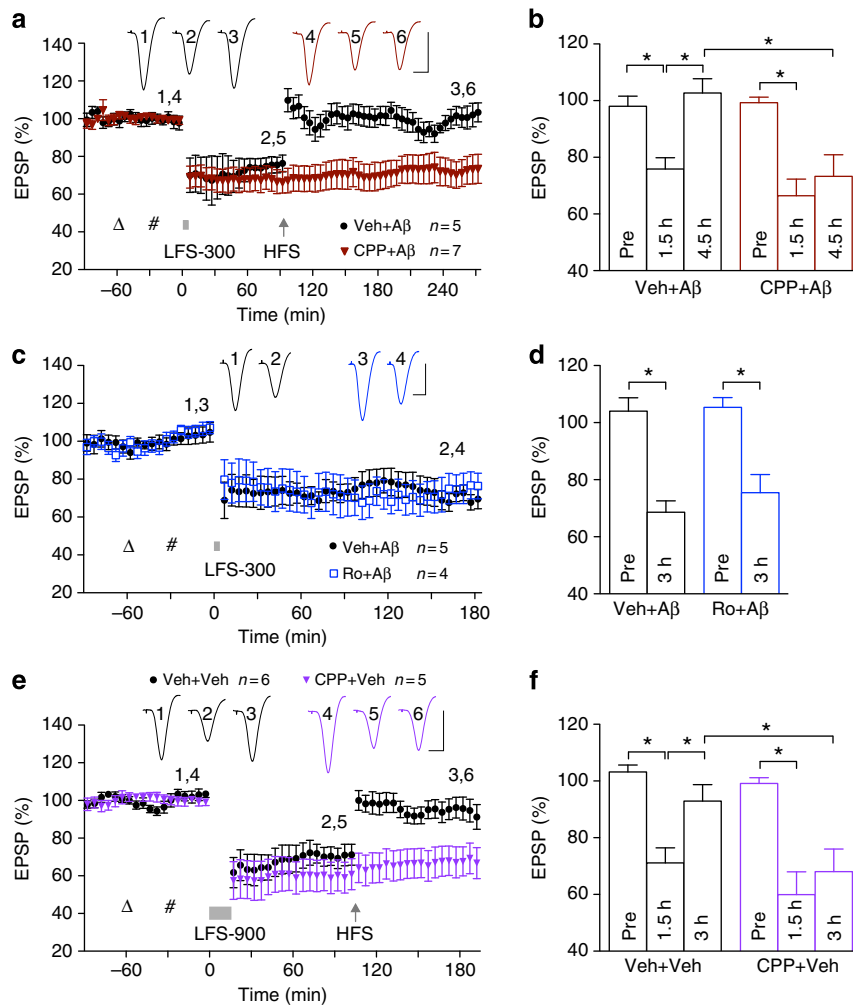 a
140
120
100
80
60
40
20
EPSP (%)
1 2 3 4 5 6
1,4
2,5
3,6
Δ # LFS-300 HFS
Veh+Aβ n=5
CPP+Aβ n=7
−60 0 60 120 180 240
Time (min)
b
120
100
80
60
40
EPSP (%)
* * * *
Pre 1.5 h 4.5 h Pre 1.5 h 4.5 h
Veh+Aβ CPP+Aβ
c
140
120
100
80
60
40
20
EPSP (%)
1 2 3 4
1,3
2,4
Δ # LFS-300
Veh+Aβ n=5
Ro+Aβ n=4
−60 0 60 120 180
Time (min)
d
120
100
80
60
40
EPSP (%)
* *
Pre 3 h Pre 3 h
Veh+Aβ Ro+Aβ
e
Veh+Veh n=6 CPP+Veh n=5
140
120
100
80
60
40
20
EPSP (%)
1 2 3 4 5 6
1,4
2,5
3,6
Δ # LFS-900 HFS
−60 0 60 120 180
Time (min)
f
120
100
80
60
40
EPSP (%)
* * * *
Pre 1.5 h 3 h Pre 1.5 h 3 h
Veh+Veh CPP+Veh